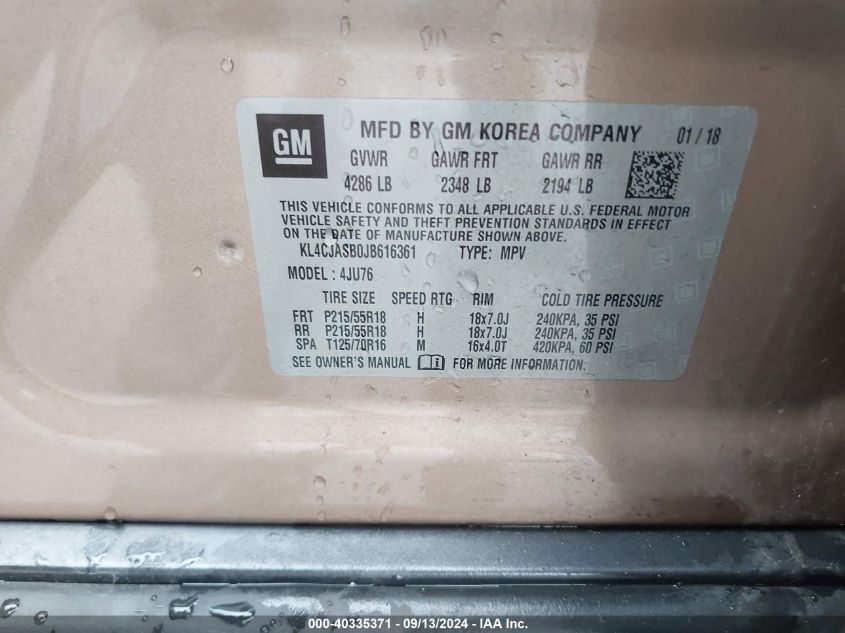 GM
MFD BY GM KOREA COMPANY 01 / 18
GVWR GAWR FRT GAWR RR
4286 LB 2348 LB 2194 LB
THIS VEHICLE CONFORMS TO ALL APPLICABLE U.S. FEDERAL MOTOR
VEHICLE SAFETY AND THEFT PREVENTION STANDARDS IN EFFECT
ON THE DATE OF MANUFACTURE SHOWN ABOVE.
KL4CJASB0JB616361 TYPE: MPV
MODEL : 4JU76
TIRE SIZE SPEED RTG RIM COLD TIRE PRESSURE
FRT P215/55R18 H 18x7.0J 240KPA, 35 PSI
RR P215/55R18 H 18x7.0J 240KPA, 35 PSI
SPA T125/70R16 M 16x4.0T 420KPA, 60 PSI
SEE OWNER'S MANUAL FOR MORE INFORMATION.
000-40335371 - 09/13/2024 - IAA Inc.